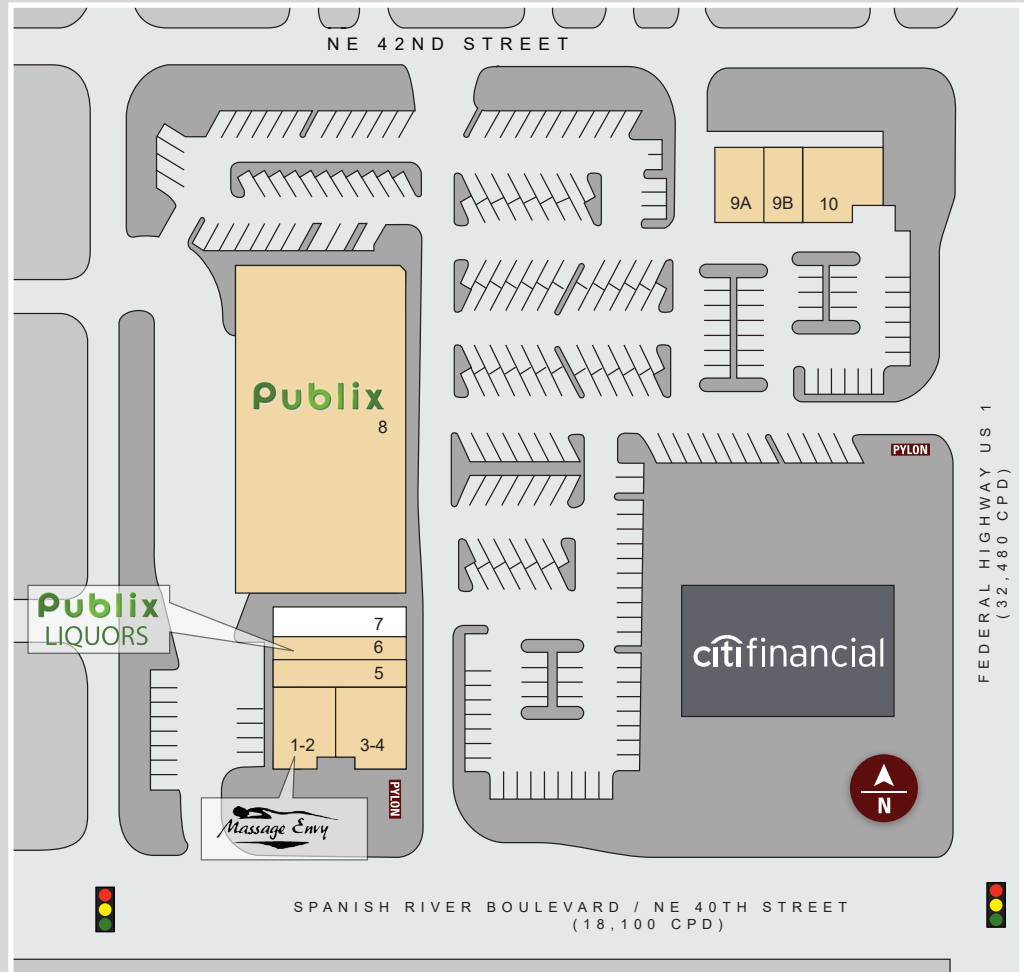 NE 42ND STREET
9A
9B
10
Publix
8
PYLON
FEDERAL HIGHWAY US 1
(32,480 CPD)
Publix
LIQUORS
7
6
5
1-2
3-4
citifinancial
PYLON
Massage Envy
N
SPANISH RIVER BOULEVARD / NE 40TH STREET
(18,100 CPD)